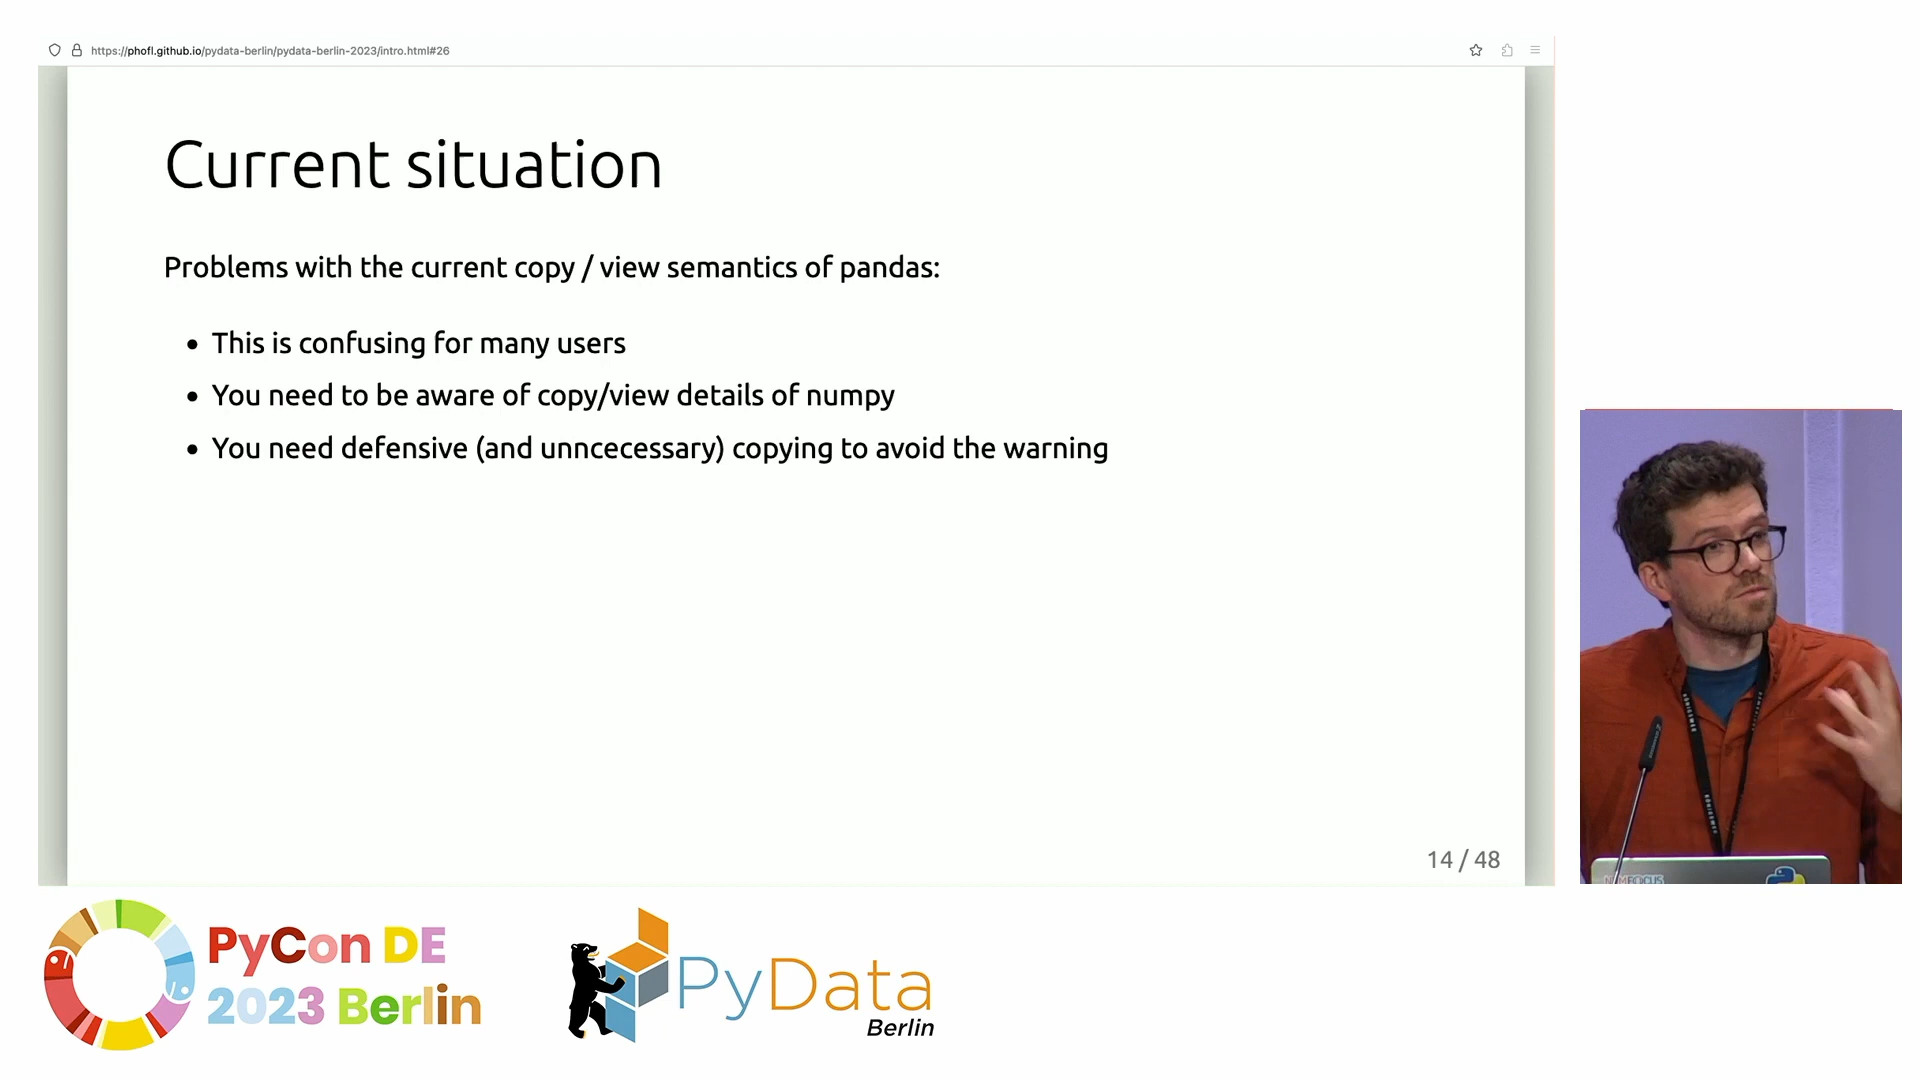 https://phofl.github.io/pydata-berlin/pydata-berlin-2023/intro.html#26
Current situation
Problems with the current copy / view semantics of pandas:
• This is confusing for many users
• You need to be aware of copy/view details of numpy
• You need defensive (and unncecessary) copying to avoid the warning
14 / 48
KÖNIGSWEG
KÖNIGSWEG
NUMFOCUS
PyCon DE
2023 Berlin
PyData
Berlin